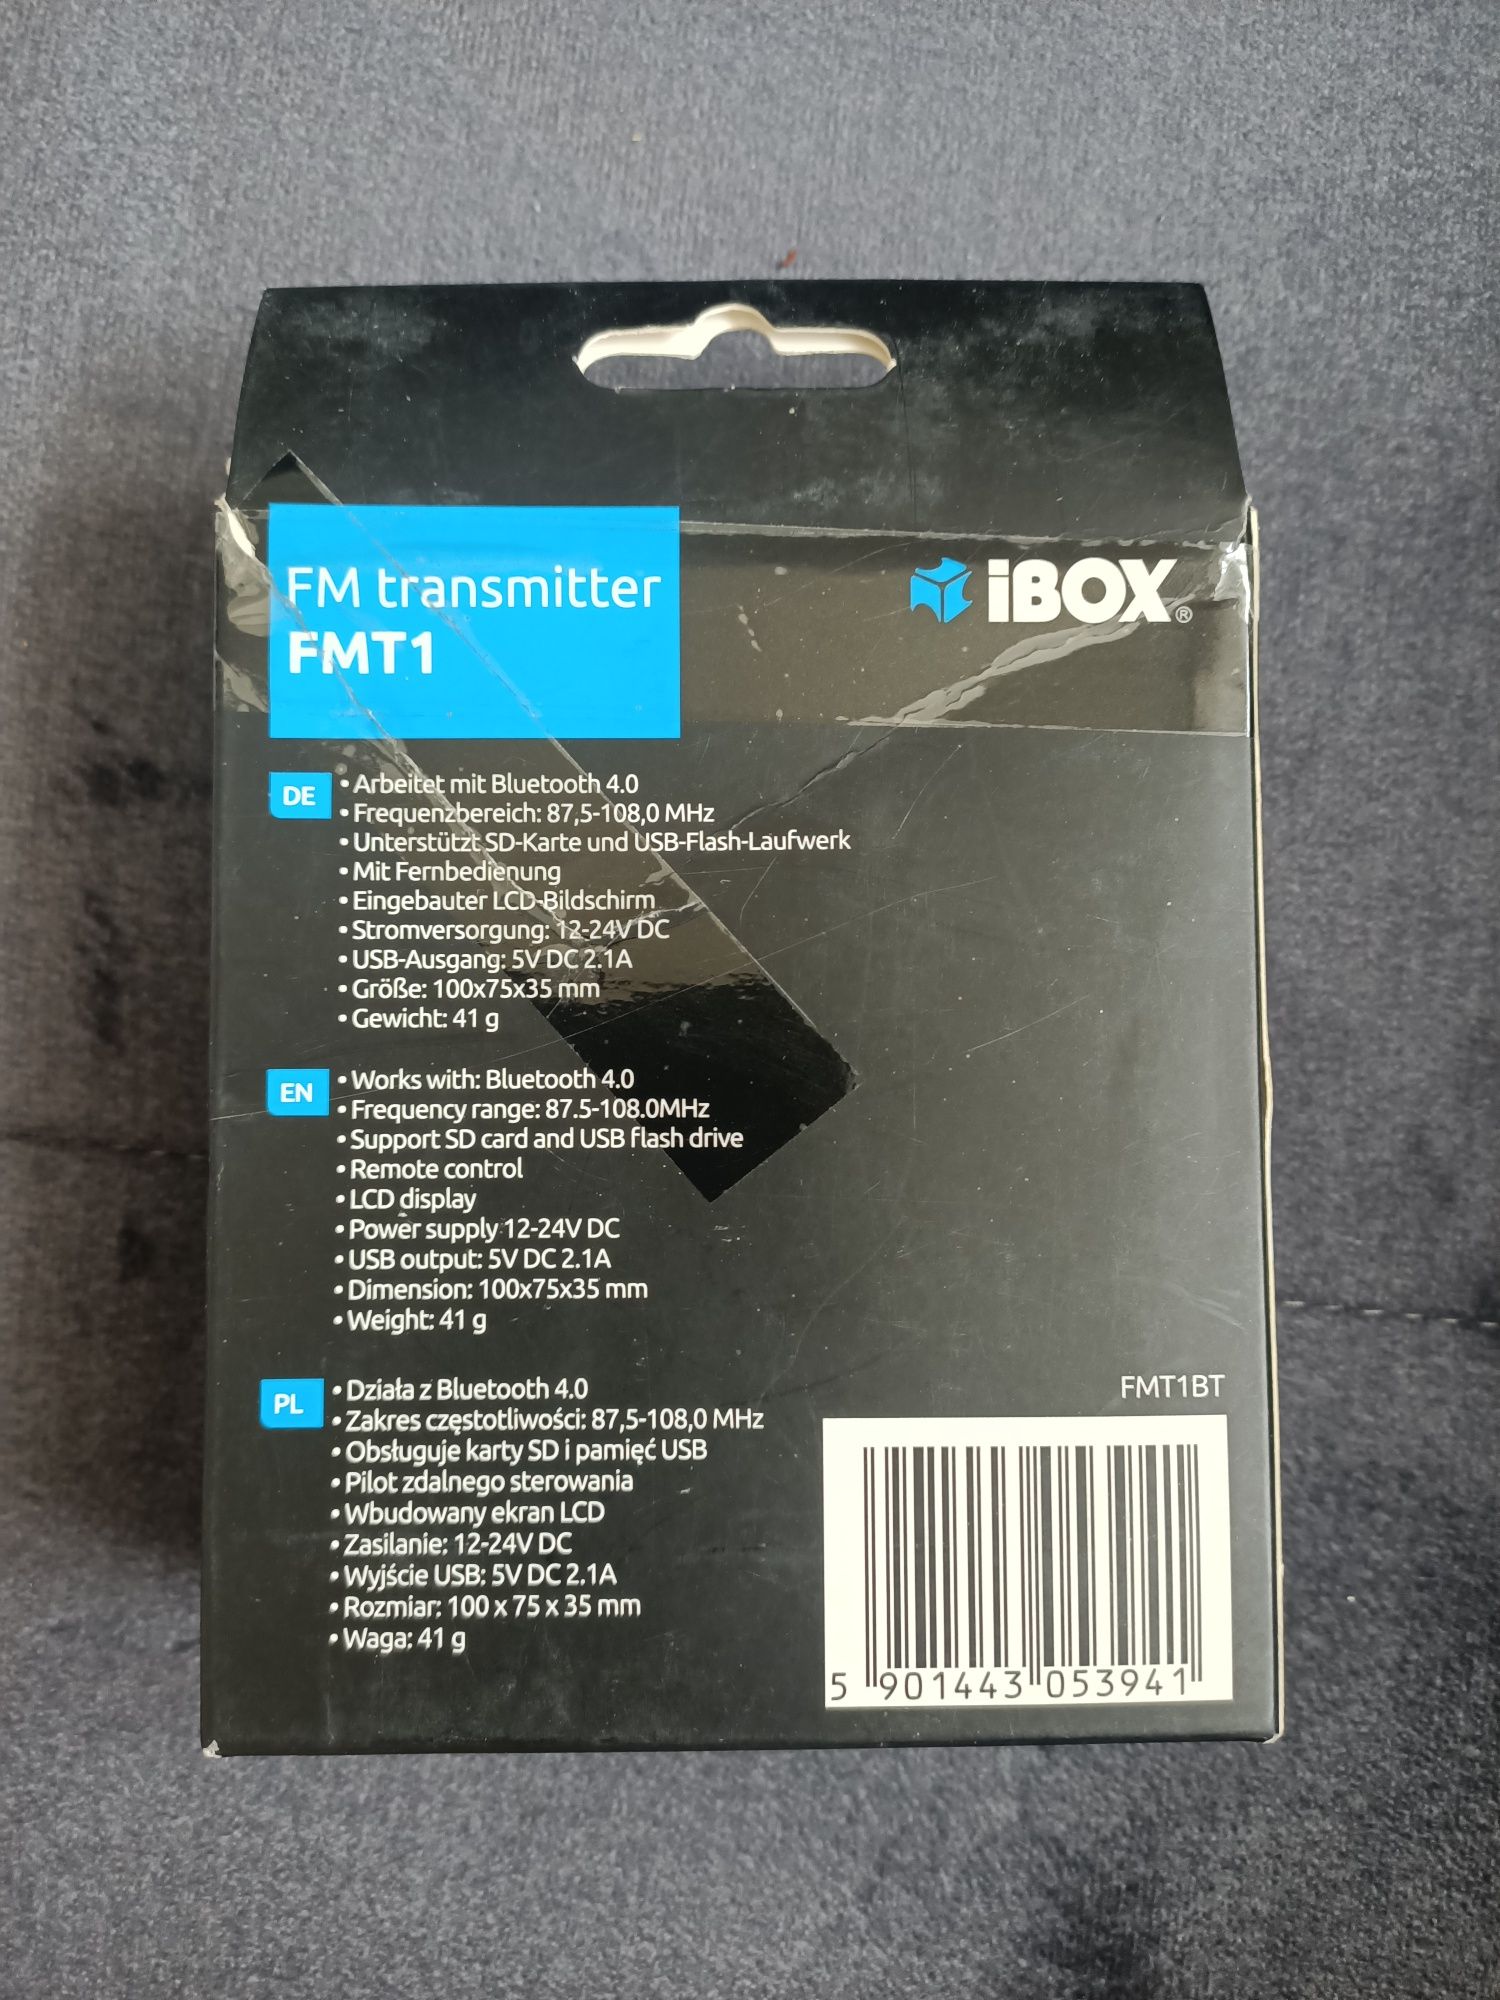 FM transmitter
FMT1
iBOX®
DE
• Arbeitet mit Bluetooth 4.0
• Frequenzbereich: 87,5-108,0 MHz
• Unterstützt SD-Karte und USB-Flash-Laufwerk
• Mit Fernbedienung
• Eingebauter LCD-Bildschirm
• Stromversorgung: 12-24V DC
• USB-Ausgang: 5V DC 2.1A
• Größe: 100x75x35 mm
• Gewicht: 41 g
EN
• Works with: Bluetooth 4.0
• Frequency range: 87.5-108.0MHz
• Support SD card and USB flash drive
• Remote control
• LCD display
• Power supply 12-24V DC
• USB output: 5V DC 2.1A
• Dimension: 100x75x35 mm
• Weight: 41 g
PL
• Działa z Bluetooth 4.0
• Zakres częstotliwości: 87,5-108,0 MHz
• Obsługuje karty SD i pamięć USB
• Pilot zdalnego sterowania
• Wbudowany ekran LCD
• Zasilanie: 12-24V DC
• Wyjście USB: 5V DC 2.1A
• Rozmiar: 100 x 75 x 35 mm
• Waga: 41 g
FMT1BT
5 901443 053941